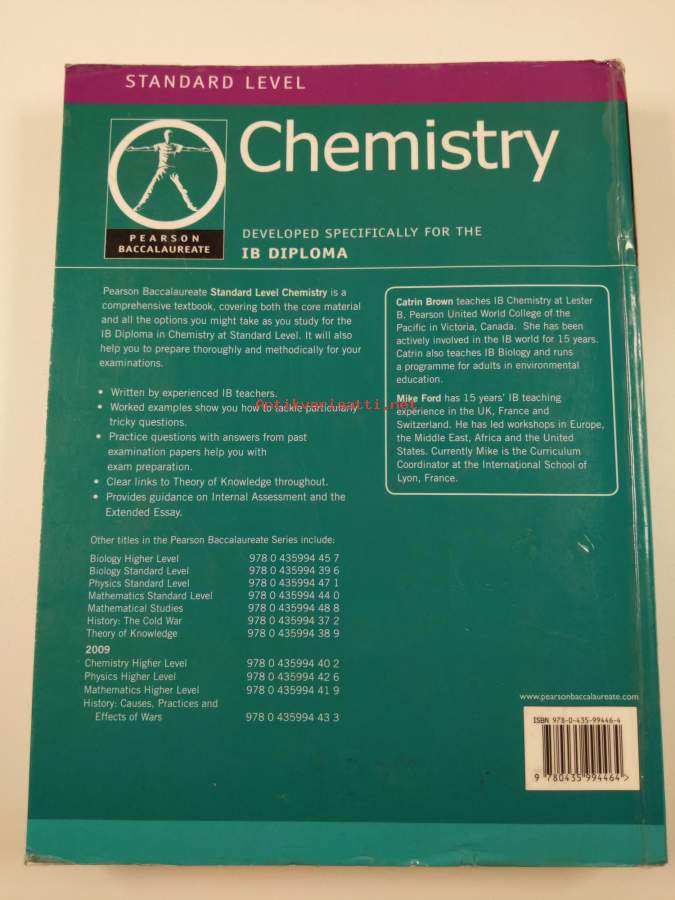 STANDARD LEVEL
Chemistry
PEARSON
BACCALAUREATE
DEVELOPED SPECIFICALLY FOR THE
IB DIPLOMA
Pearson Baccalaureate Standard Level Chemistry is a
comprehensive textbook, covering both the core material
and all the options you might take as you study for the
IB Diploma in Chemistry at Standard Level. It will also
help you to prepare thoroughly and methodically for your
examinations.
• Written by experienced IB teachers.
• Worked examples show you how to tackle particularly
tricky questions.
• Practice questions with answers from past
examination papers help you with
exam preparation.
• Clear links to Theory of Knowledge throughout.
• Provides guidance on Internal Assessment and the
Extended Essay.
Catrin Brown teaches IB Chemistry at Lester
B. Pearson United World College of the
Pacific in Victoria, Canada. She has been
actively involved in the IB world for 15 years.
Catrin also teaches IB Biology and runs
a programme for adults in environmental
education.
Mike Ford has 15 years' IB teaching
experience in the UK, France and
Switzerland. He has led workshops in Europe,
the Middle East, Africa and the United
States. Currently Mike is the Curriculum
Coordinator at the International School of
Lyon, France.
Antikvariaatti.net
Other titles in the Pearson Baccalaureate Series include:
Biology Higher Level 978 0 435994 45 7
Biology Standard Level 978 0 435994 39 6
Physics Standard Level 978 0 435994 47 1
Mathematics Standard Level 978 0 435994 44 0
Mathematical Studies 978 0 435994 48 8
History: The Cold War 978 0 435994 37 2
Theory of Knowledge 978 0 435994 38 9
2009
Chemistry Higher Level 978 0 435994 40 2
Physics Higher Level 978 0 435994 42 6
Mathematics Higher Level 978 0 435994 41 9
History: Causes, Practices and
Effects of Wars 978 0 435994 43 3
www.pearsonbaccalaureate.com
ISBN 978-0-435-99446-4
9 780435 994464>